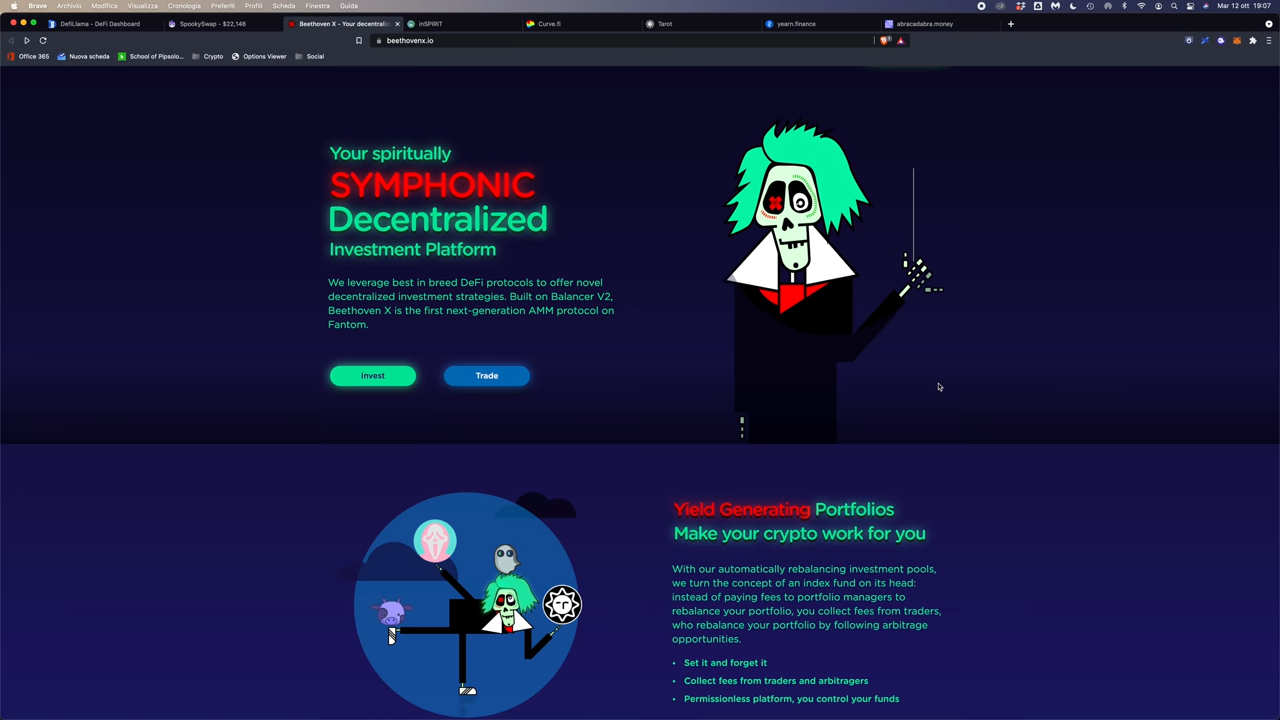 Brave Archivio Modifica Visualizza Cronologia Preferiti Profili Scheda Finestra Guida Mar 12 ott 19:07
DefiLlama - DeFi Dashboard SpookySwap - $22,146 Beethoven X - Your decentraliz inSPIRIT Curve.fi Tarot yearn.finance abracadabra.money
beethovenx.io
Office 365 Nuova scheda School of Pipsolo... Crypto Options Viewer Social
Your spiritually
SYMPHONIC
Decentralized
Investment Platform
We leverage best in breed DeFi protocols to offer novel
decentralized investment strategies. Built on Balancer V2,
Beethoven X is the first next-generation AMM protocol on
Fantom.
Invest Trade
Yield Generating Portfolios
Make your crypto work for you
With our automatically rebalancing investment pools,
we turn the concept of an index fund on its head:
instead of paying fees to portfolio managers to
rebalance your portfolio, you collect fees from traders,
who rebalance your portfolio by following arbitrage
opportunities.
• Set it and forget it
• Collect fees from traders and arbitragers
• Permissionless platform, you control your funds